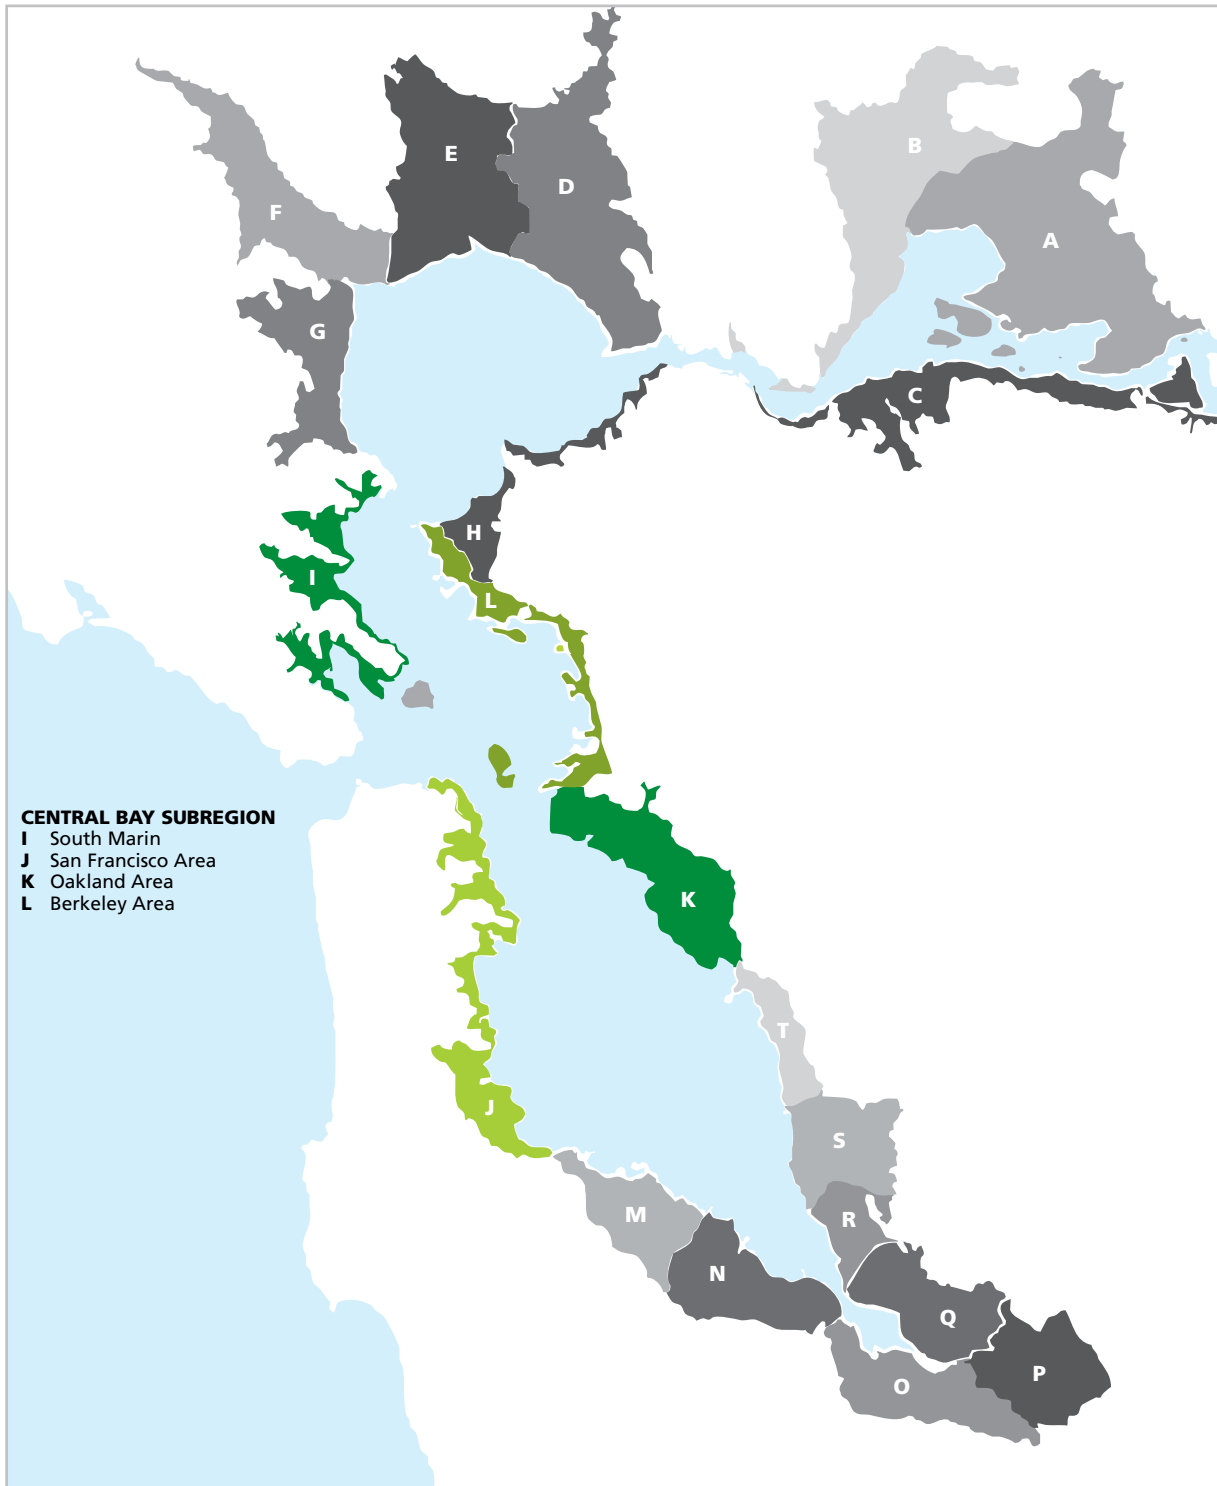 E
D
B
F
A
G
C
H
I
L
CENTRAL BAY SUBREGION
I South Marin
J San Francisco Area
K Oakland Area
L Berkeley Area
K
T
J
S
M
R
N
Q
P
O